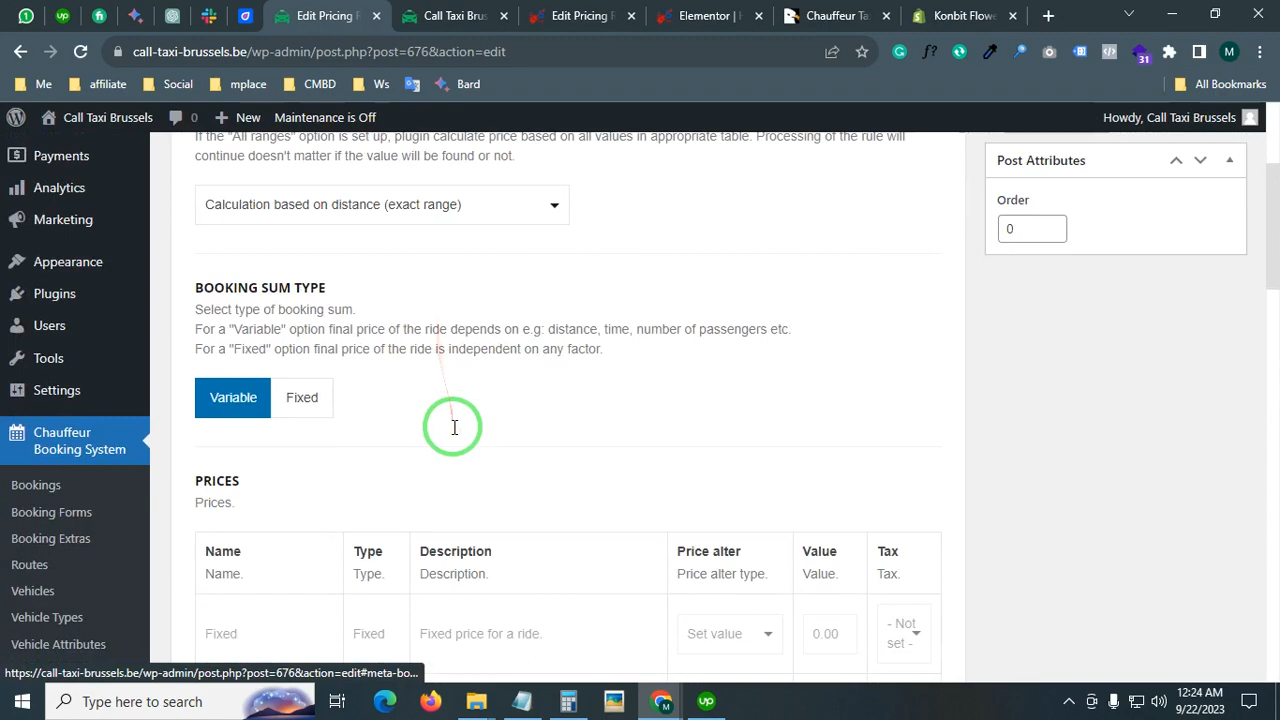 Edit Pricing R
Call Taxi Brus
Edit Pricing R
Elementor | H
Chauffeur Ta
Konbit Flowe
call-taxi-brussels.be/wp-admin/post.php?post=676&action=edit
31
M
Me
affiliate
Social
mplace
CMBD
Ws
Bard
All Bookmarks
Call Taxi Brussels
0
New
Maintenance is Off
Howdy, Call Taxi Brussels
Payments
Analytics
Marketing
Appearance
Plugins
Users
Tools
Settings
Chauffeur
Booking System
Bookings
Booking Forms
Booking Extras
Routes
Vehicles
Vehicle Types
Vehicle Attributes
If the "All ranges" option is set up, plugin calculate price based on all values in appropriate table. Processing of the rule will
continue doesn't matter if the value will be found or not.
Calculation based on distance (exact range)
BOOKING SUM TYPE
Select type of booking sum.
For a "Variable" option final price of the ride depends on e.g: distance, time, number of passengers etc.
For a "Fixed" option final price of the ride is independent on any factor.
Variable
Fixed
PRICES
Prices.
Name
Type
Description
Price alter
Value
Tax
Name.
Type.
Description.
Price alter type.
Value.
Tax.
Fixed
Fixed
Fixed price for a ride.
Set value
0.00
- Not
set -
Post Attributes
Order
0
https://call-taxi-brussels.be/wp-admin/post.php?post=676&action=edit#meta-bo...
Type here to search
12:24 AM
9/22/2023